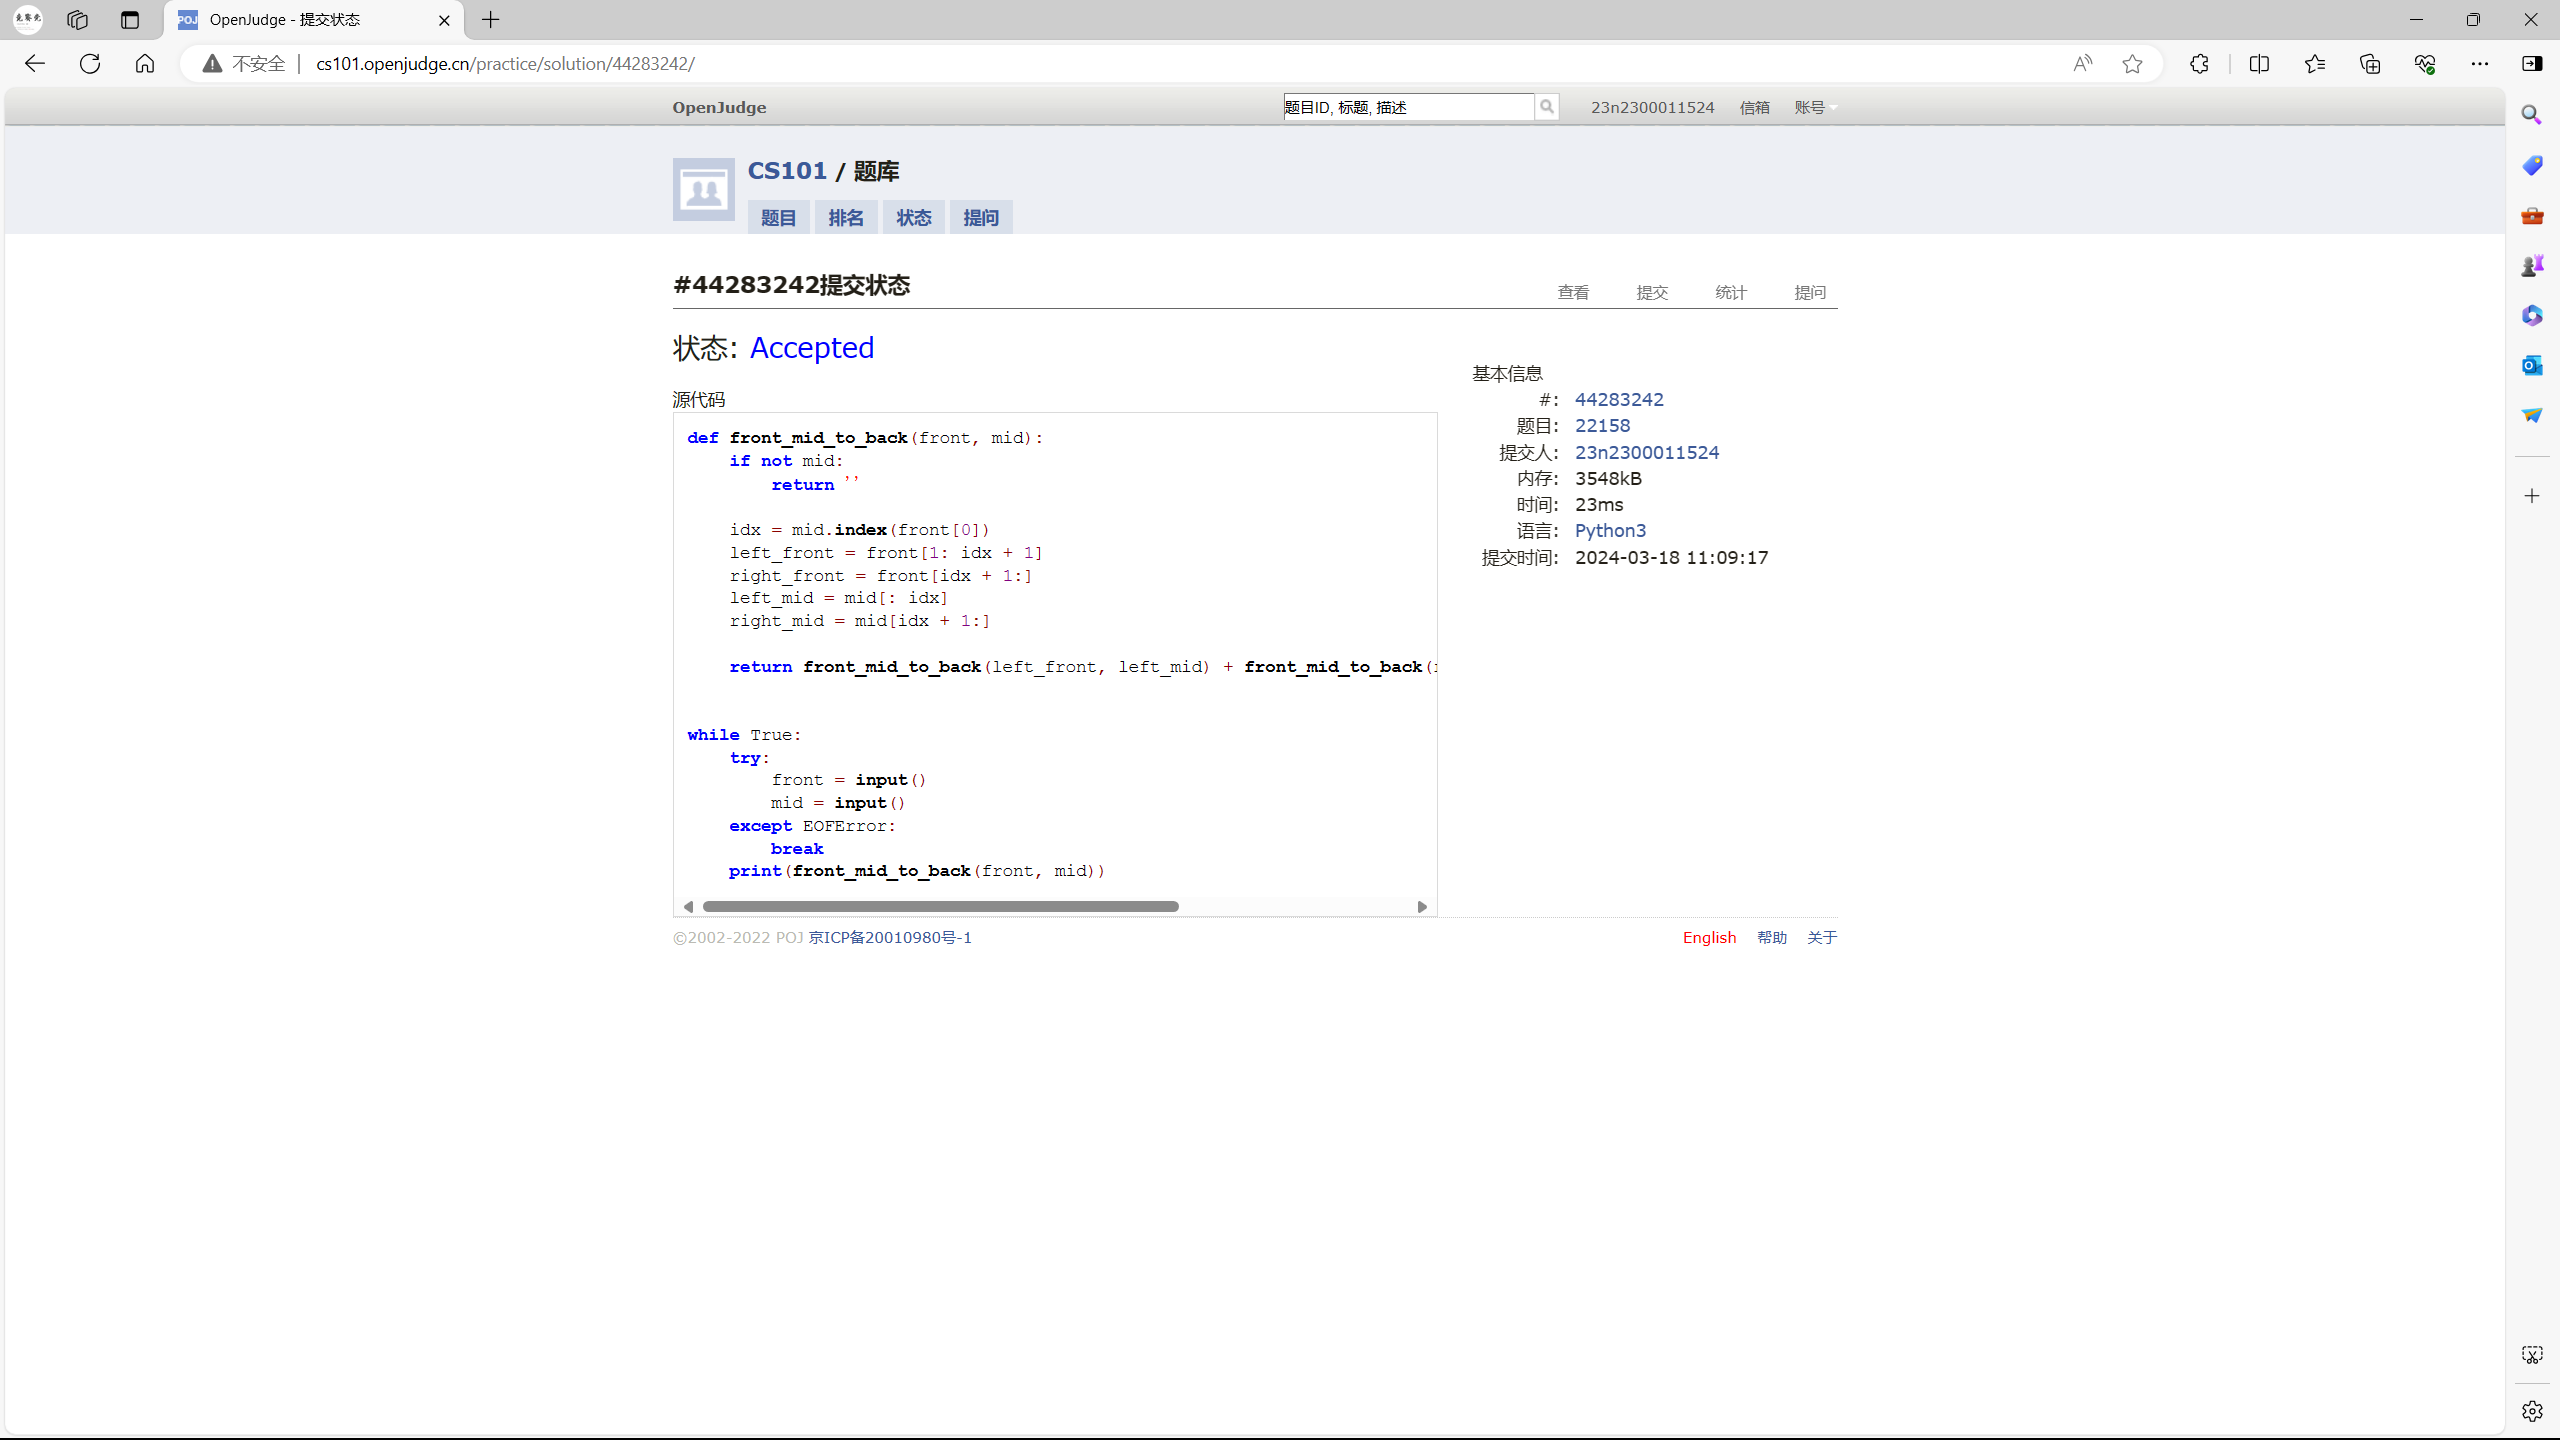 OpenJudge - 提交状态
不安全
cs101.openjudge.cn/practice/solution/44283242/
OpenJudge
题目ID, 标题, 描述
23n2300011524
信箱
账号
CS101 / 题库
题目 排名 状态 提问
#44283242提交状态
查看 提交 统计 提问
状态: Accepted
源代码
def front_mid_to_back(front, mid):
    if not mid:
        return ''
    idx = mid.index(front[0])
    left_front = front[1: idx + 1]
    right_front = front[idx + 1:]
    left_mid = mid[: idx]
    right_mid = mid[idx + 1:]
    return front_mid_to_back(left_front, left_mid) + front_mid_to_back(
while True:
    try:
        front = input()
        mid = input()
    except EOFError:
        break
    print(front_mid_to_back(front, mid))
基本信息
#: 44283242
题目: 22158
提交人: 23n2300011524
内存: 3548kB
时间: 23ms
语言: Python3
提交时间: 2024-03-18 11:09:17
©2002-2022 POJ 京ICP备20010980号-1
English 帮助 关于